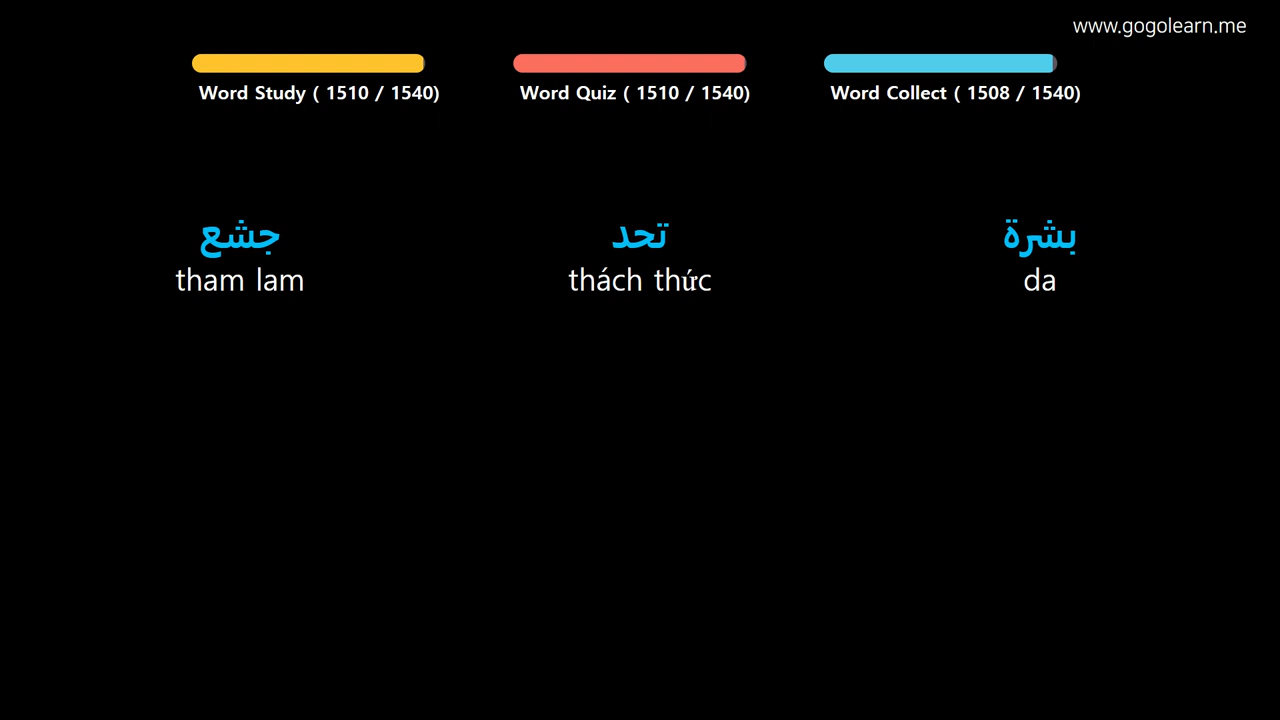 www.gogolearn.me
Word Study ( 1510 / 1540)
Word Quiz ( 1510 / 1540)
Word Collect ( 1508 / 1540)
جشع
tham lam
تحد
thách thức
بشرة
da